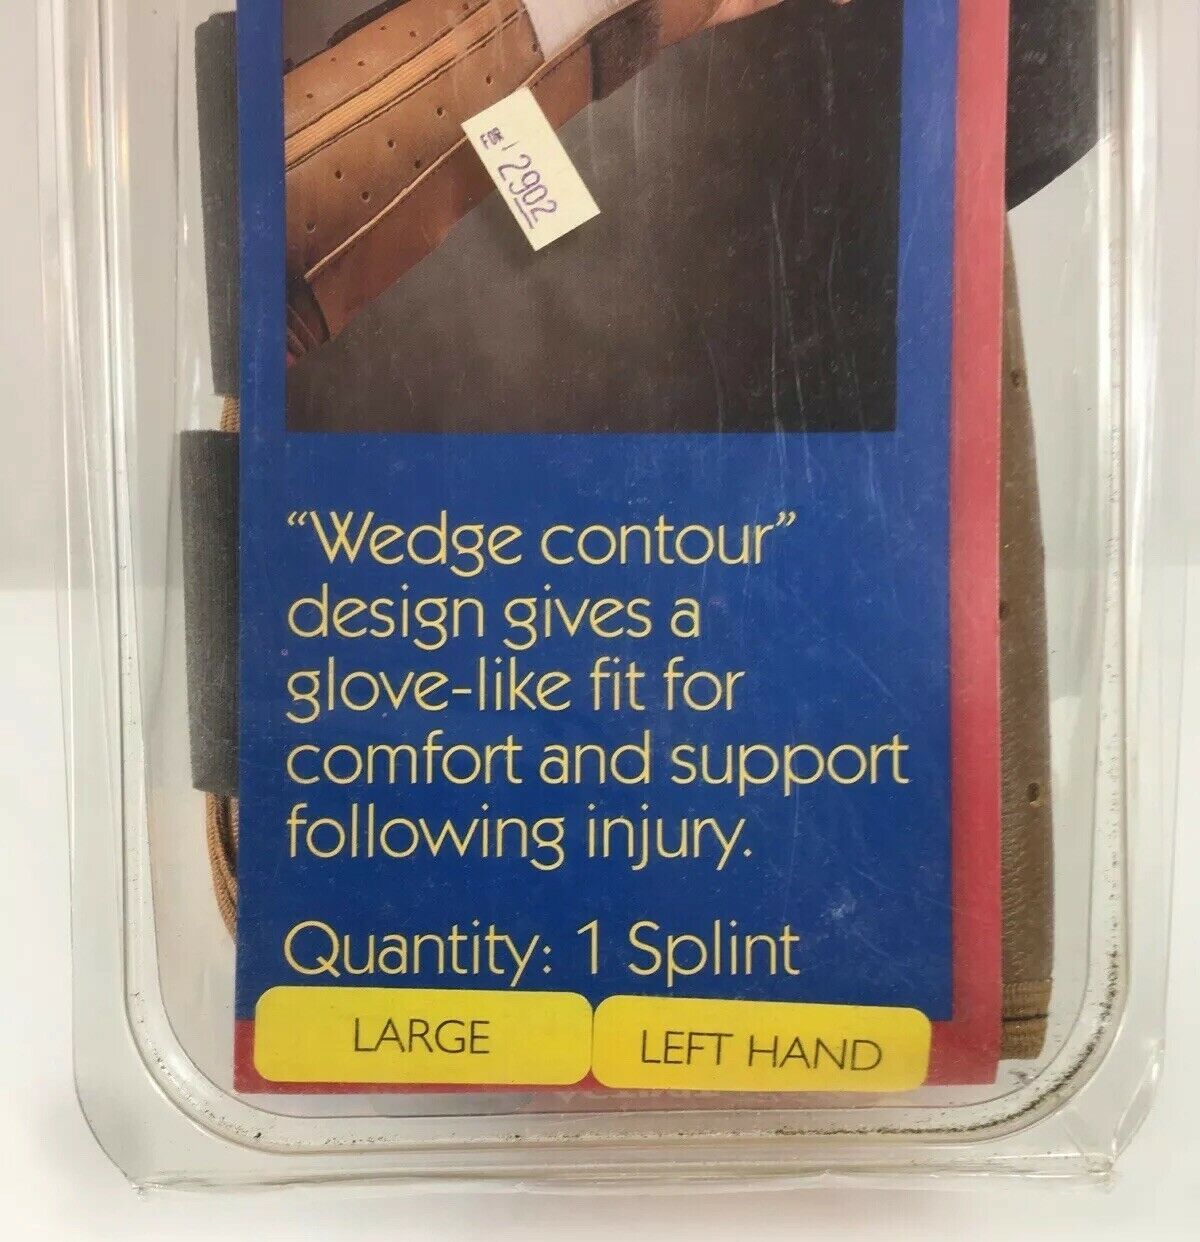 2902
“Wedge contour”
design gives a
glove-like fit for
comfort and support
following injury.
Quantity: 1 Splint
LARGE
LEFT HAND